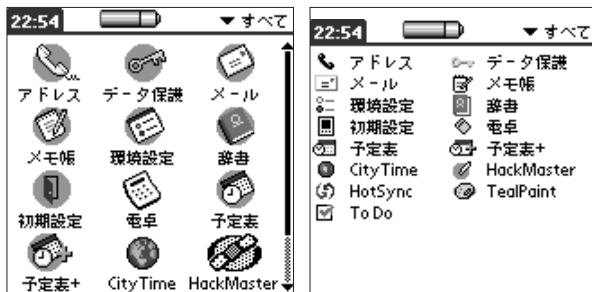 22:54 ▼ すべて
アドレス データ保護 メール
メモ帳 環境設定 辞書
初期設定 電卓 予定表
予定表+ CityTime HackMaster
22:54 ▼ すべて
アドレス データ保護
メール メモ帳
環境設定 辞書
初期設定 電卓
予定表 予定表+
CityTime HackMaster
HotSync TealPaint
To Do